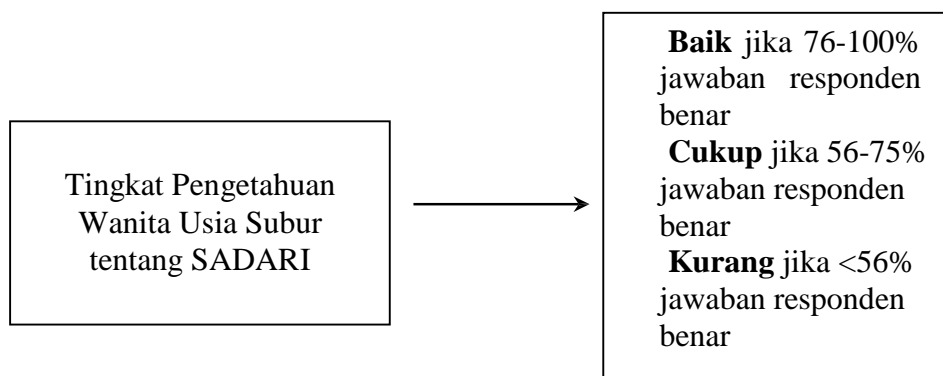 Tingkat Pengetahuan
Wanita Usia Subur
tentang SADARI
Baik jika 76-100%
jawaban responden
benar
Cukup jika 56-75%
jawaban responden
benar
Kurang jika <56%
jawaban responden
benar